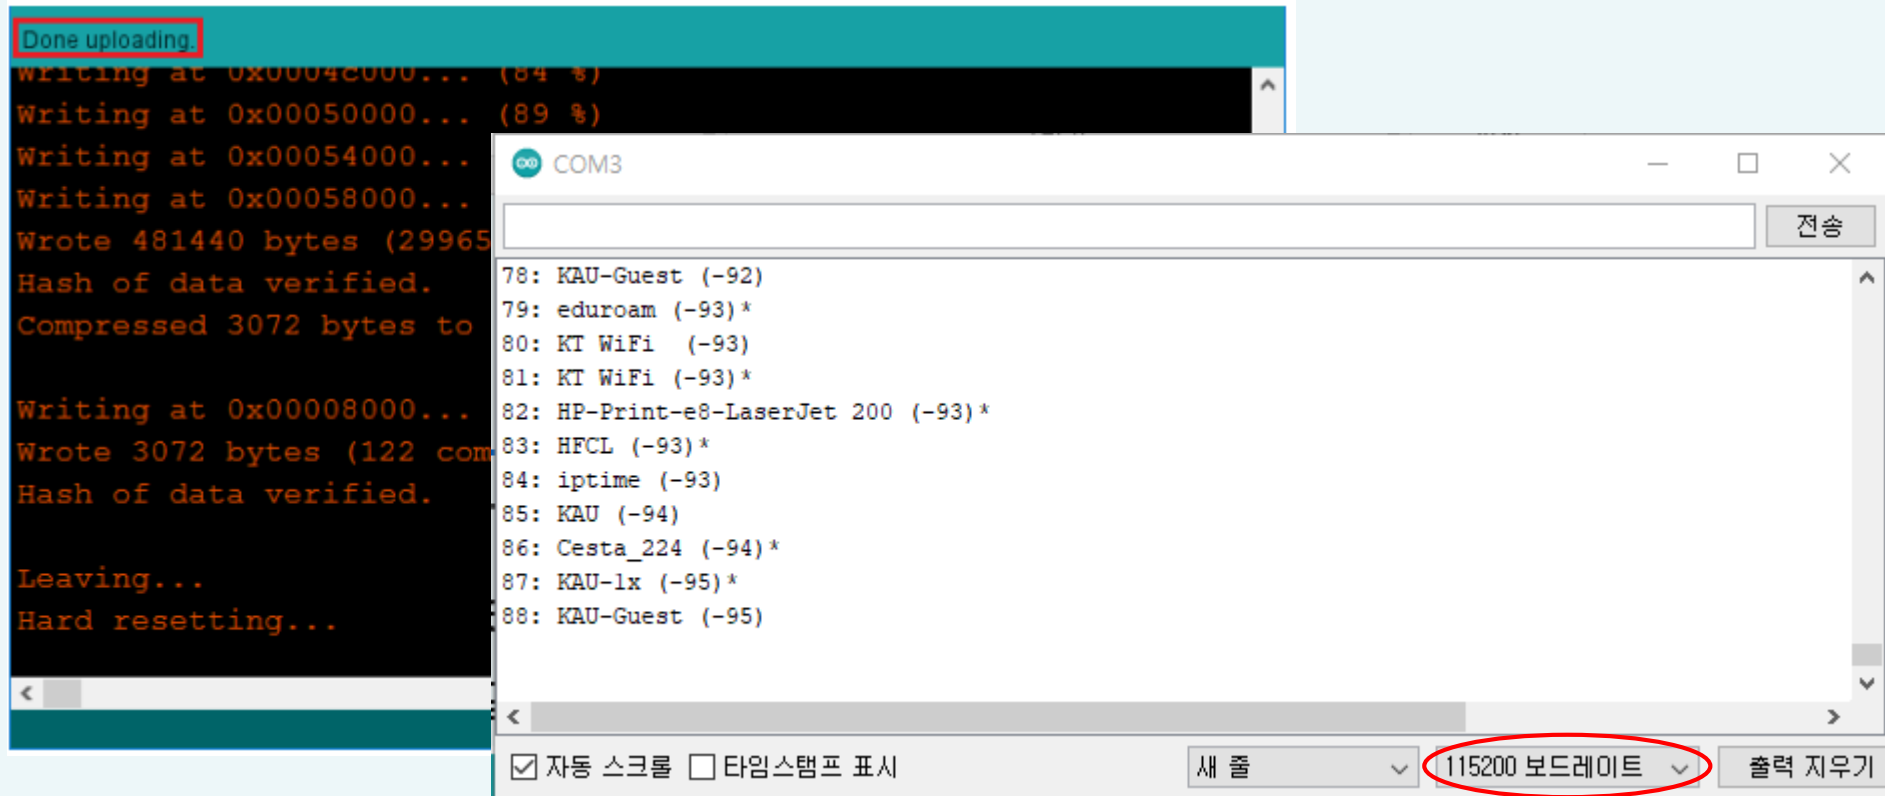 Done uploading.
Writing at 0x0004c000... (84 %)
Writing at 0x00050000... (89 %)
Writing at 0x00054000...
Writing at 0x00058000...
Wrote 481440 bytes (29965
Hash of data verified.
Compressed 3072 bytes to
Writing at 0x00008000...
Wrote 3072 bytes (122 com
Hash of data verified.
Leaving...
Hard resetting...
COM3
전송
78: KAU-Guest (-92)
79: eduroam (-93)*
80: KT WiFi  (-93)
81: KT WiFi (-93)*
82: HP-Print-e8-LaserJet 200 (-93)*
83: HFCL (-93)*
84: iptime (-93)
85: KAU (-94)
86: Cesta_224 (-94)*
87: KAU-1x (-95)*
88: KAU-Guest (-95)
자동 스크롤 타임스탬프 표시 새 줄 115200 보드레이트 출력 지우기